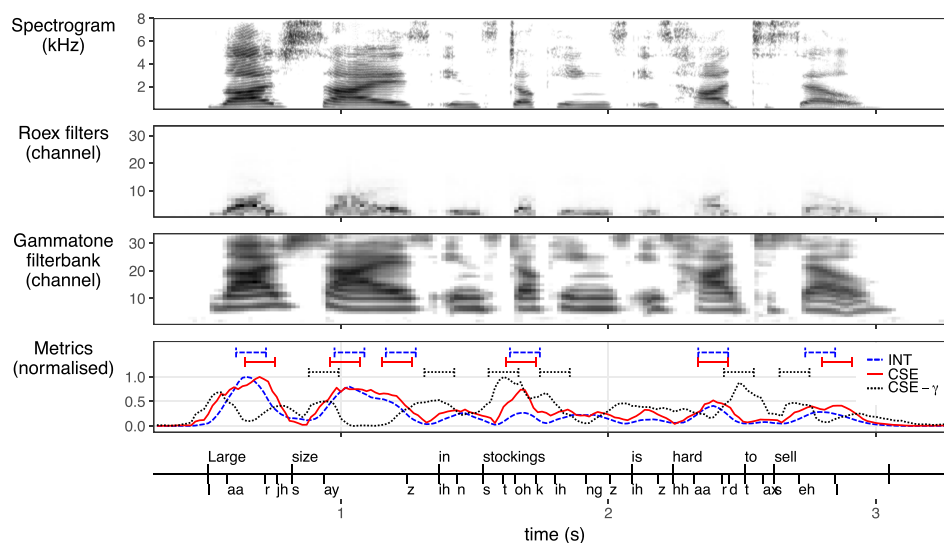 Spectrogram
(kHz)
8
6
4
2
Roex filters
(channel)
30
20
10
Gammatone
filterbank
(channel)
30
20
10
Metrics
(normalised)
1.0
0.5
0.0
INT
CSE
CSE−γ
Large size in stockings is hard to sell
l aa r jh s ay z ih n s t oh k ih ng z ih z hh aa r d t ax s eh l
1 2 3
time (s)